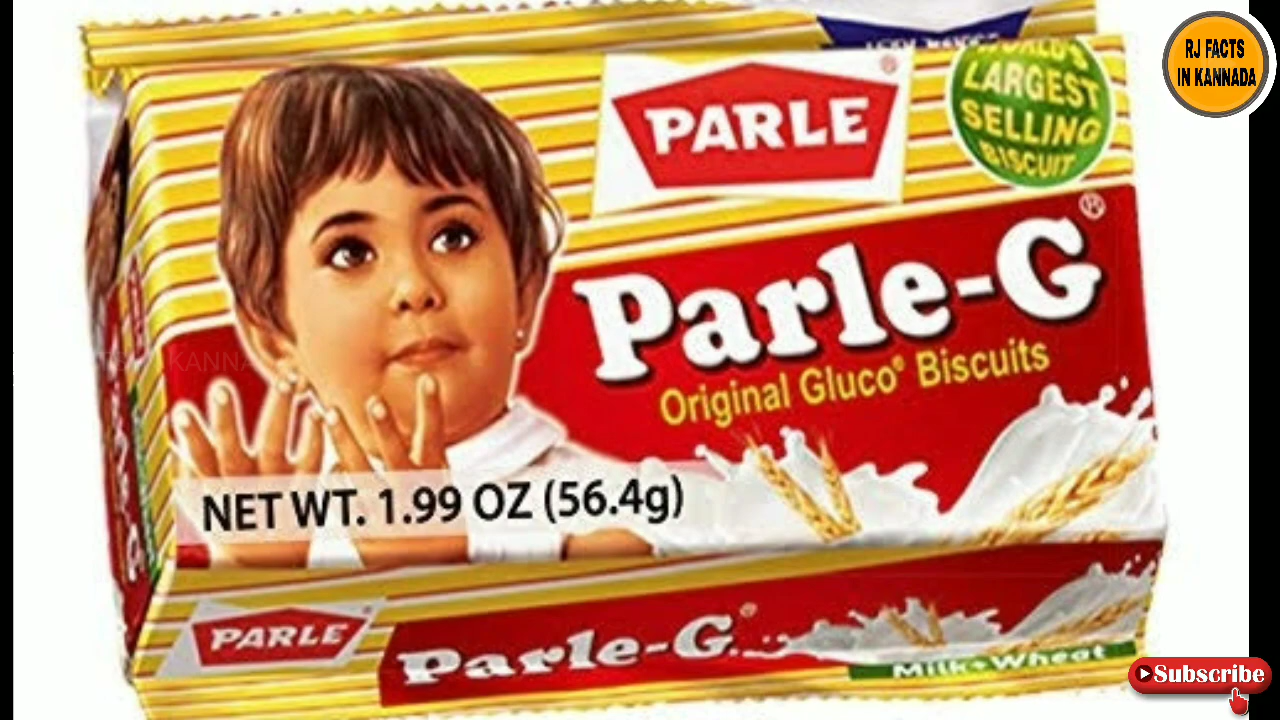 RJ FACTS
IN KANNADA
WORLD'S
LARGEST
SELLING
BISCUIT
PARLE
®
Parle-G®
Original Gluco® Biscuits
NET WT. 1.99 OZ (56.4g)
PARLE
Parle-G®
Milk+Wheat
Subscribe